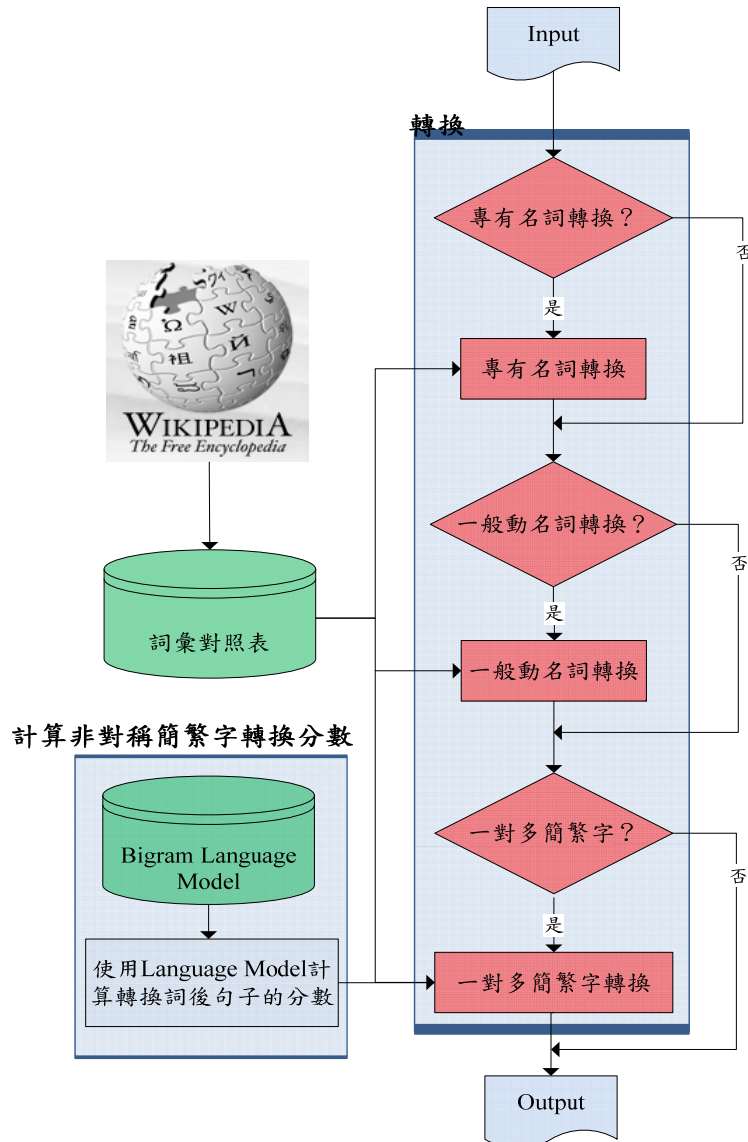 Input
轉換
專有名詞轉換？
否
是
專有名詞轉換
WIKIPEDIA
The Free Encyclopedia
一般動名詞轉換？
否
是
詞彙對照表
一般動名詞轉換
計算非對稱簡繁字轉換分數
Bigram Language
Model
一對多簡繁字？
否
是
使用Language Model計
算轉換詞後句子的分數
一對多簡繁字轉換
Output